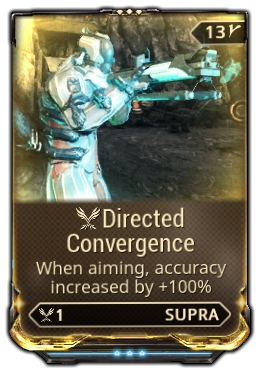 13
Directed
Convergence
When aiming, accuracy
increased by +100%
1 SUPRA